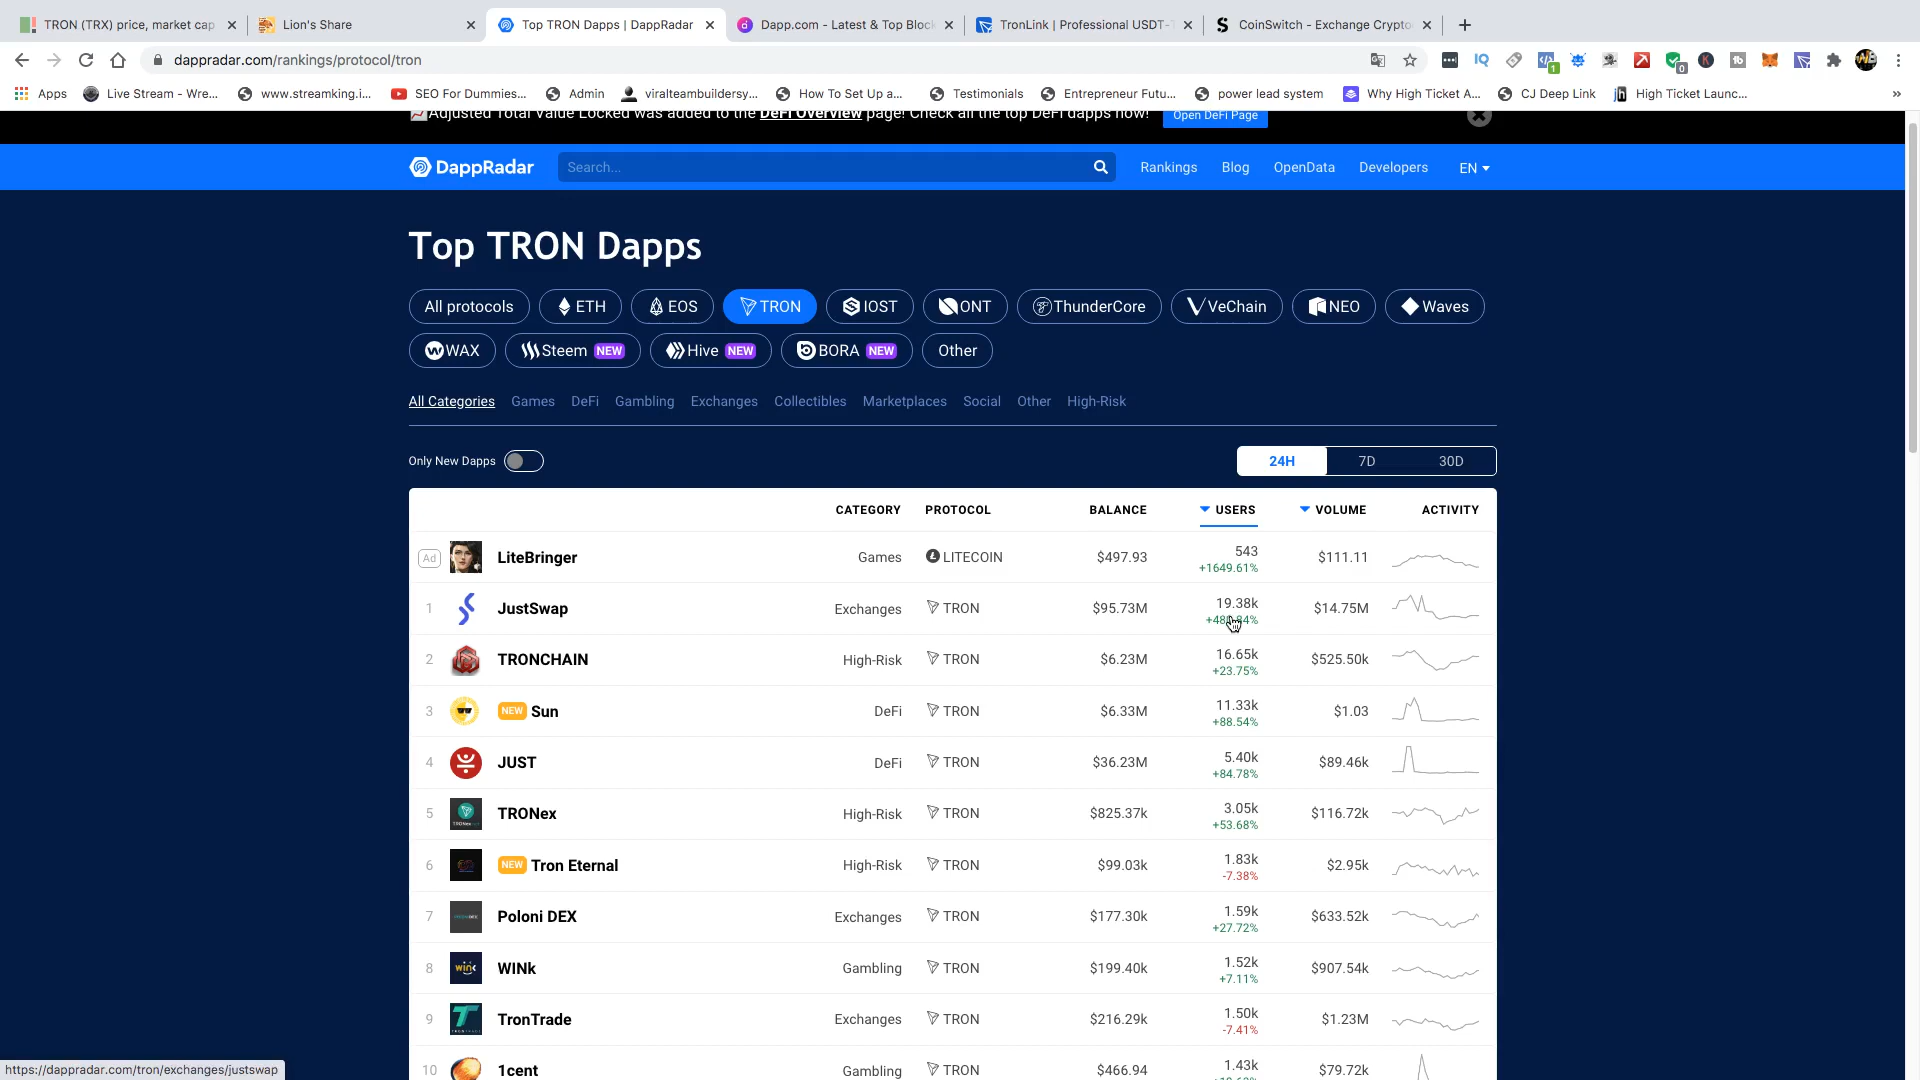 TRON (TRX) price, market cap
Lion's Share
Top TRON Dapps | DappRadar
Dapp.com - Latest & Top Block
TronLink | Professional USDT-T
CoinSwitch - Exchange Crypto
dappradar.com/rankings/protocol/tron
Apps
Live Stream - Wre...
www.streamking.i...
SEO For Dummies...
Admin
viralteambuildersy...
How To Set Up a...
Testimonials
Entrepreneur Futu...
power lead system
Why High Ticket A...
CJ Deep Link
High Ticket Launc...
Adjusted Total Value Locked was added to the DeFi Overview page! Check all the top DeFi dapps now!
Open DeFi Page
DappRadar
Search...
Rankings
Blog
OpenData
Developers
EN
Top TRON Dapps
All protocols
ETH
EOS
TRON
IOST
ONT
ThunderCore
VeChain
NEO
Waves
WAX
Steem NEW
Hive NEW
BORA NEW
Other
All Categories
Games
DeFi
Gambling
Exchanges
Collectibles
Marketplaces
Social
Other
High-Risk
Only New Dapps
24H
7D
30D
CATEGORY PROTOCOL BALANCE USERS VOLUME ACTIVITY
Ad LiteBringer Games LITECOIN $497.93 543 $111.11
+1649.61%
1 JustSwap Exchanges TRON $95.73M 19.38k $14.75M
2 TRONCHAIN High-Risk TRON $6.23M 16.65k $525.50k
+23.75%
3 NEW Sun DeFi TRON $6.33M 11.33k $1.03
+88.54%
4 JUST DeFi TRON $36.23M 5.40k $89.46k
+84.78%
5 TRONex High-Risk TRON $825.37k 3.05k $116.72k
+53.68%
6 NEW Tron Eternal High-Risk TRON $99.03k 1.83k $2.95k
-7.38%
7 Poloni DEX Exchanges TRON $177.30k 1.59k $633.52k
+27.72%
8 WINk Gambling TRON $199.40k 1.52k $907.54k
+7.11%
9 TronTrade Exchanges TRON $216.29k 1.50k $1.23M
-7.41%
10 1cent Gambling TRON $466.94 1.43k $79.72k
https://dappradar.com/tron/exchanges/justswap